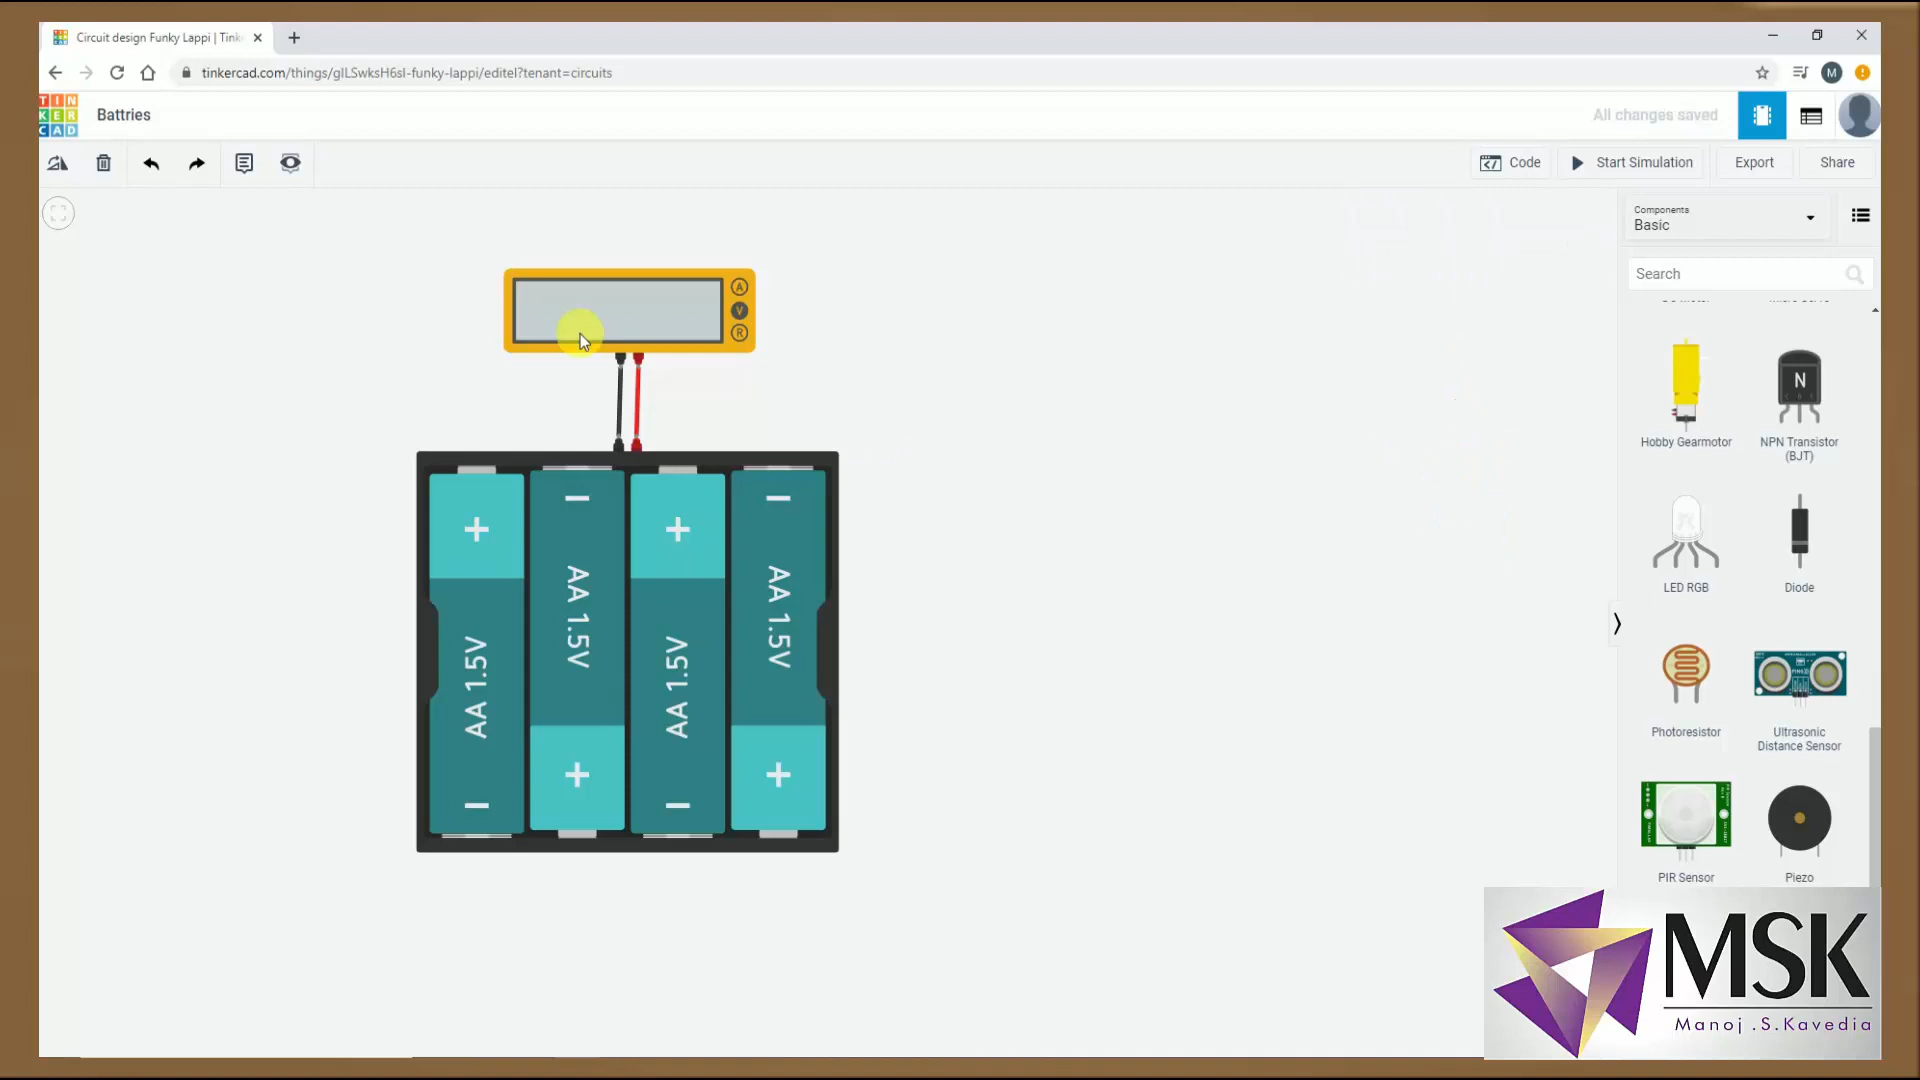 Circuit design Funky Lappi | Tink
tinkercad.com/things/gILSwksH6sI-funky-lappi/editel?tenant=circuits
M
TIN
KER
CAD
Battries
All changes saved
Code
Start Simulation
Export
Share
Components
Basic
Search
A
V
R
Hobby Gearmotor
N
NPN Transistor
(BJT)
LED RGB
Diode
Photoresistor
Ultrasonic
Distance Sensor
PIR Sensor
Piezo
+
−
+
−
AA 1.5V
AA 1.5V
AA 1.5V
AA 1.5V
−
+
−
+
MSK
Manoj .S.Kavedia